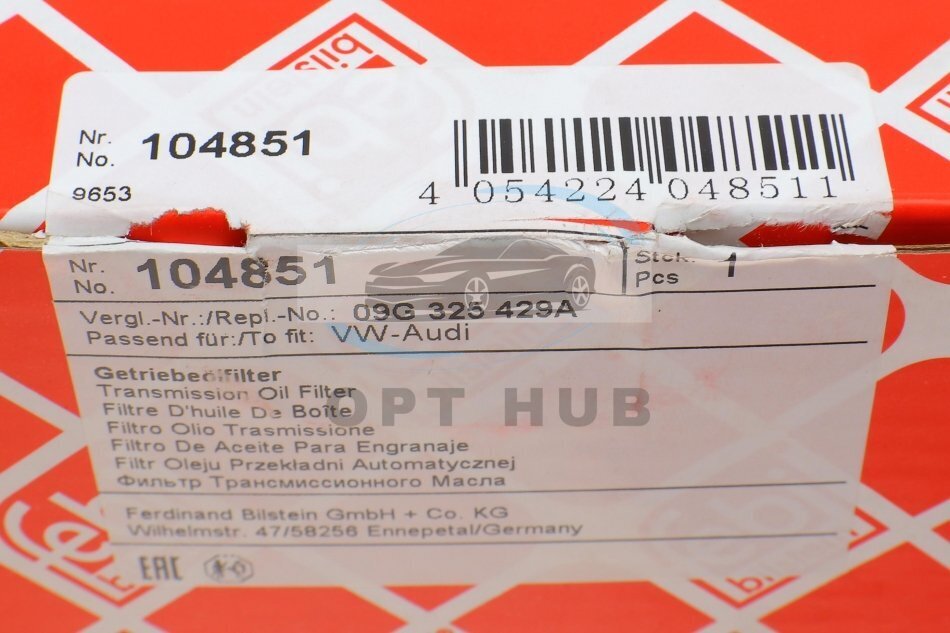 bilstein
Nr.
No. 104851
9653
4 054224 048511
Nr.
No. 104851
Stck.
Pcs 1
Vergl.-Nr.:/Repl.-No.: 09G 325 429A
Passend für:/To fit: VW-Audi
Getriebeölfilter
Transmission Oil Filter
Filtre D'huile De Boîte
Filtro Olio Trasmissione
Filtro De Aceite Para Engranaje
Filtr Oleju Przekładni Automatycznej
Фильтр Трансмиссионного Масла
OPT HUB
Ferdinand Bilstein GmbH + Co. KG
Wilhelmstr. 47/58256 Ennepetal/Germany
EAC
febi